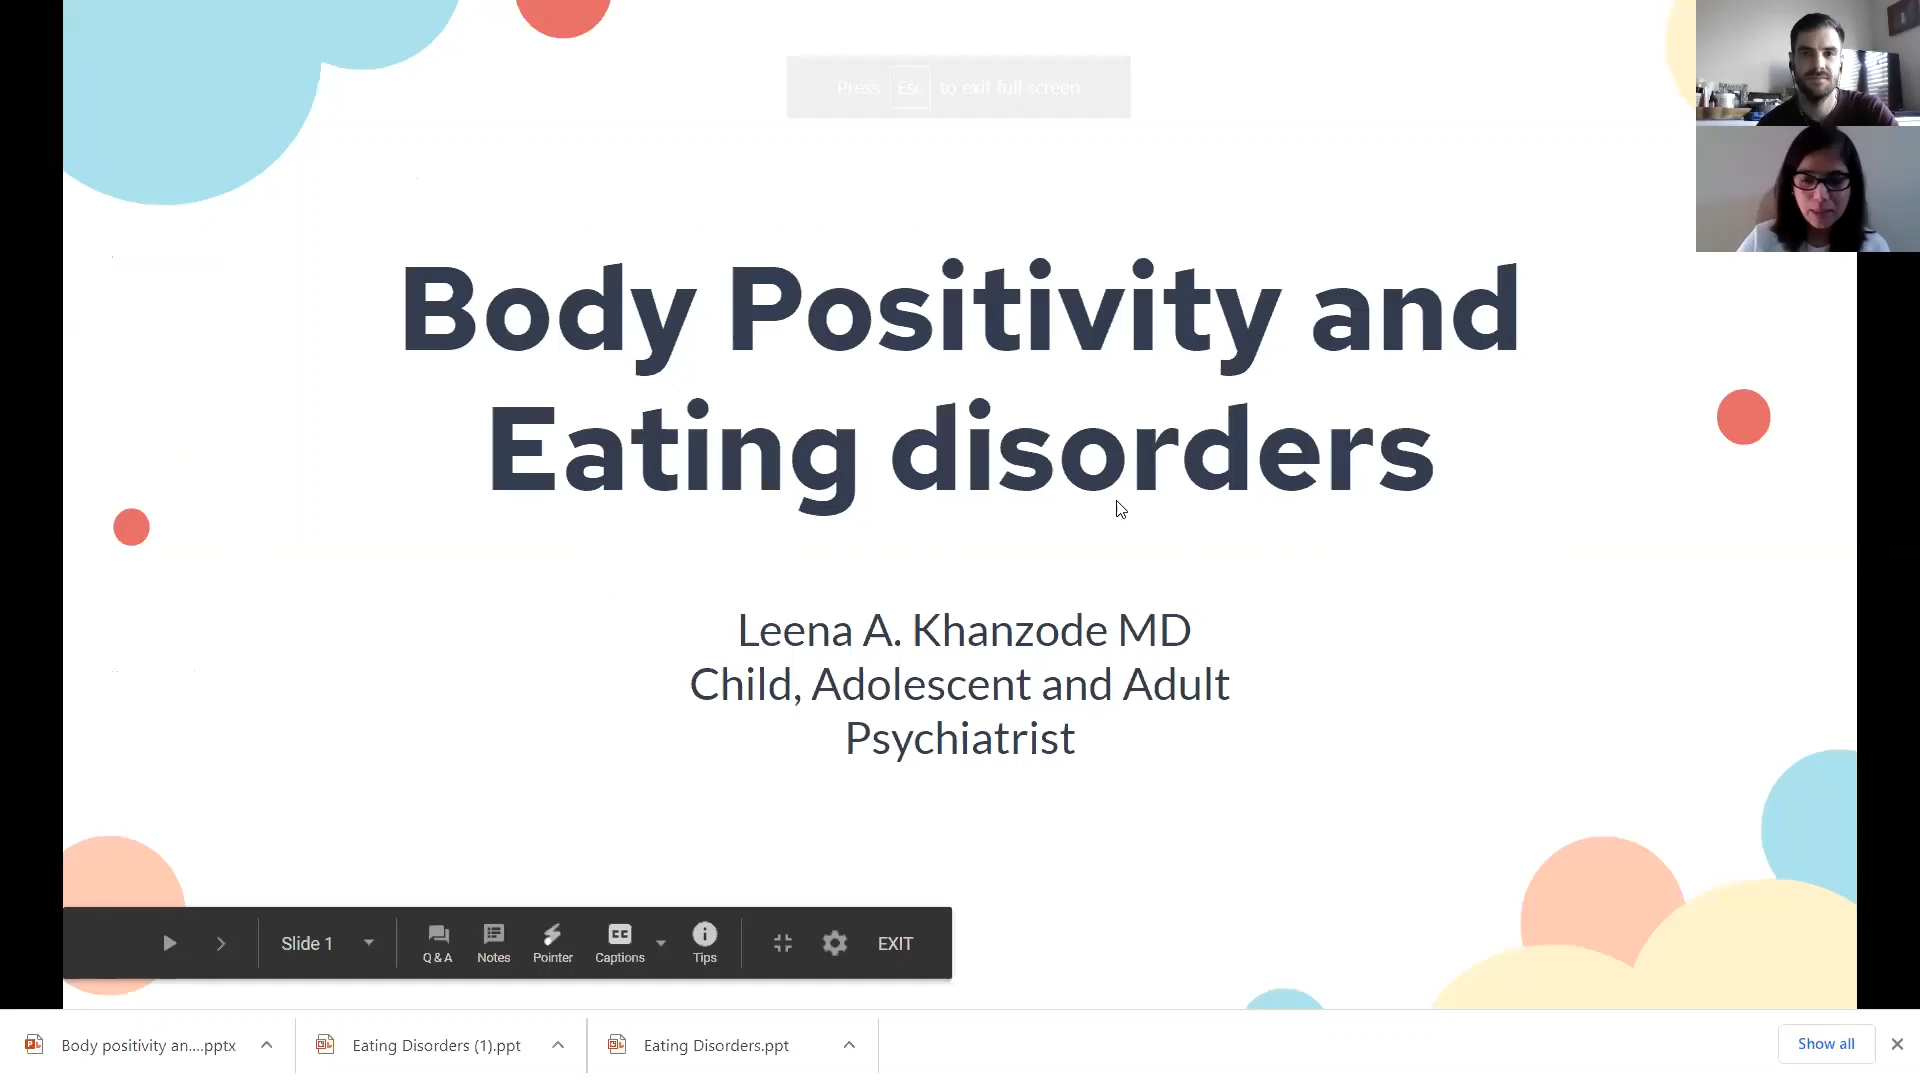 Press Esc to exit full screen
Body Positivity and
Eating disorders
Leena A. Khanzode MD
Child, Adolescent and Adult
Psychiatrist
Slide 1
Q & A
Notes
Pointer
CC
Captions
Tips
EXIT
Body positivity an....pptx
Eating Disorders (1).ppt
Eating Disorders.ppt
Show all